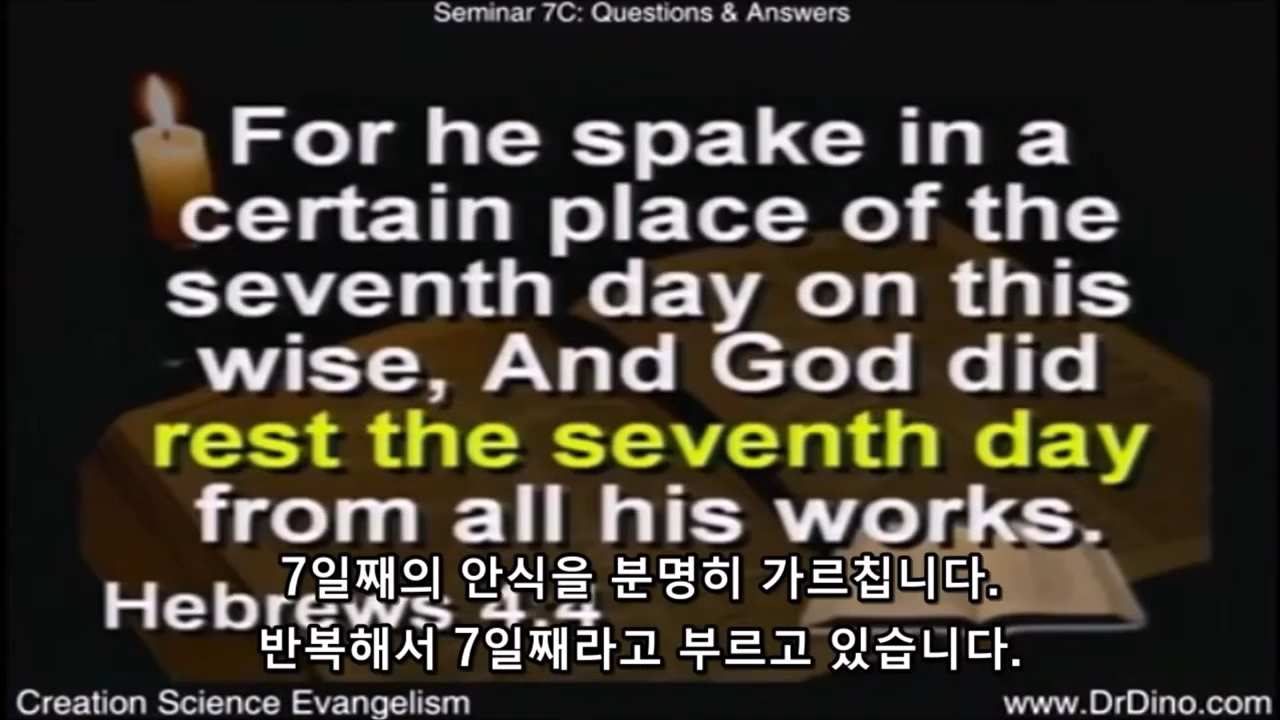 Seminar 7C: Questions & Answers
For he spake in a
certain place of the
seventh day on this
wise, And God did
rest the seventh day
from all his works.
Hebrews 4:4
7일째의 안식을 분명히 가르칩니다.
반복해서 7일째라고 부르고 있습니다.
Creation Science Evangelism
www.DrDino.com